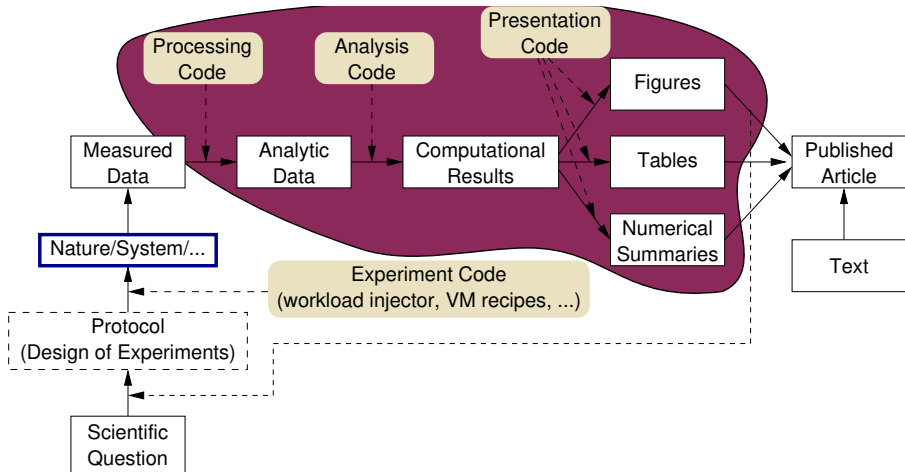 Processing
Code
Analysis
Code
Presentation
Code
Figures
Measured
Data
Analytic
Data
Computational
Results
Tables
Published
Article
Numerical
Summaries
Nature/System/...
Experiment Code
(workload injector, VM recipes, ...)
Text
Protocol
(Design of Experiments)
Scientific
Question